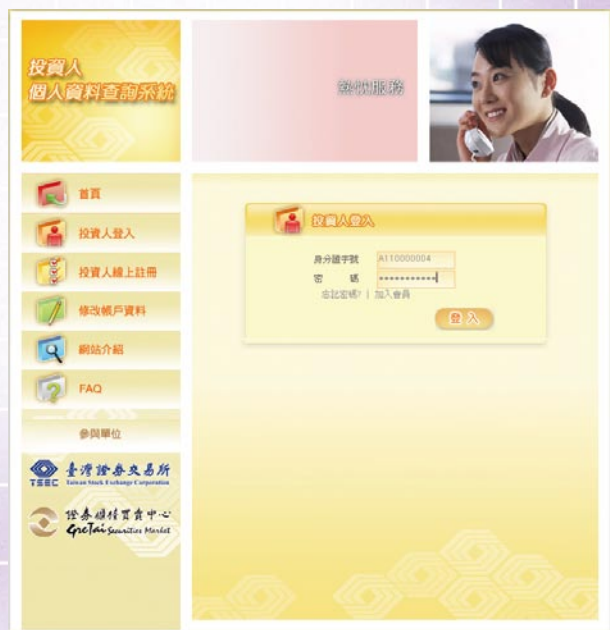 投資人
個人資料查詢系統
熱忱服務
首頁
投資人登入
投資人線上註冊
修改帳戶資料
網站介紹
FAQ
參與單位
TSEC 臺灣證券交易所
Taiwan Stock Exchange Corporation
證券櫃檯買賣中心
GreTai Securities Market
投資人登入
身分證字號 A110000004
密 碼 ***********
忘記密碼? | 加入會員
登入